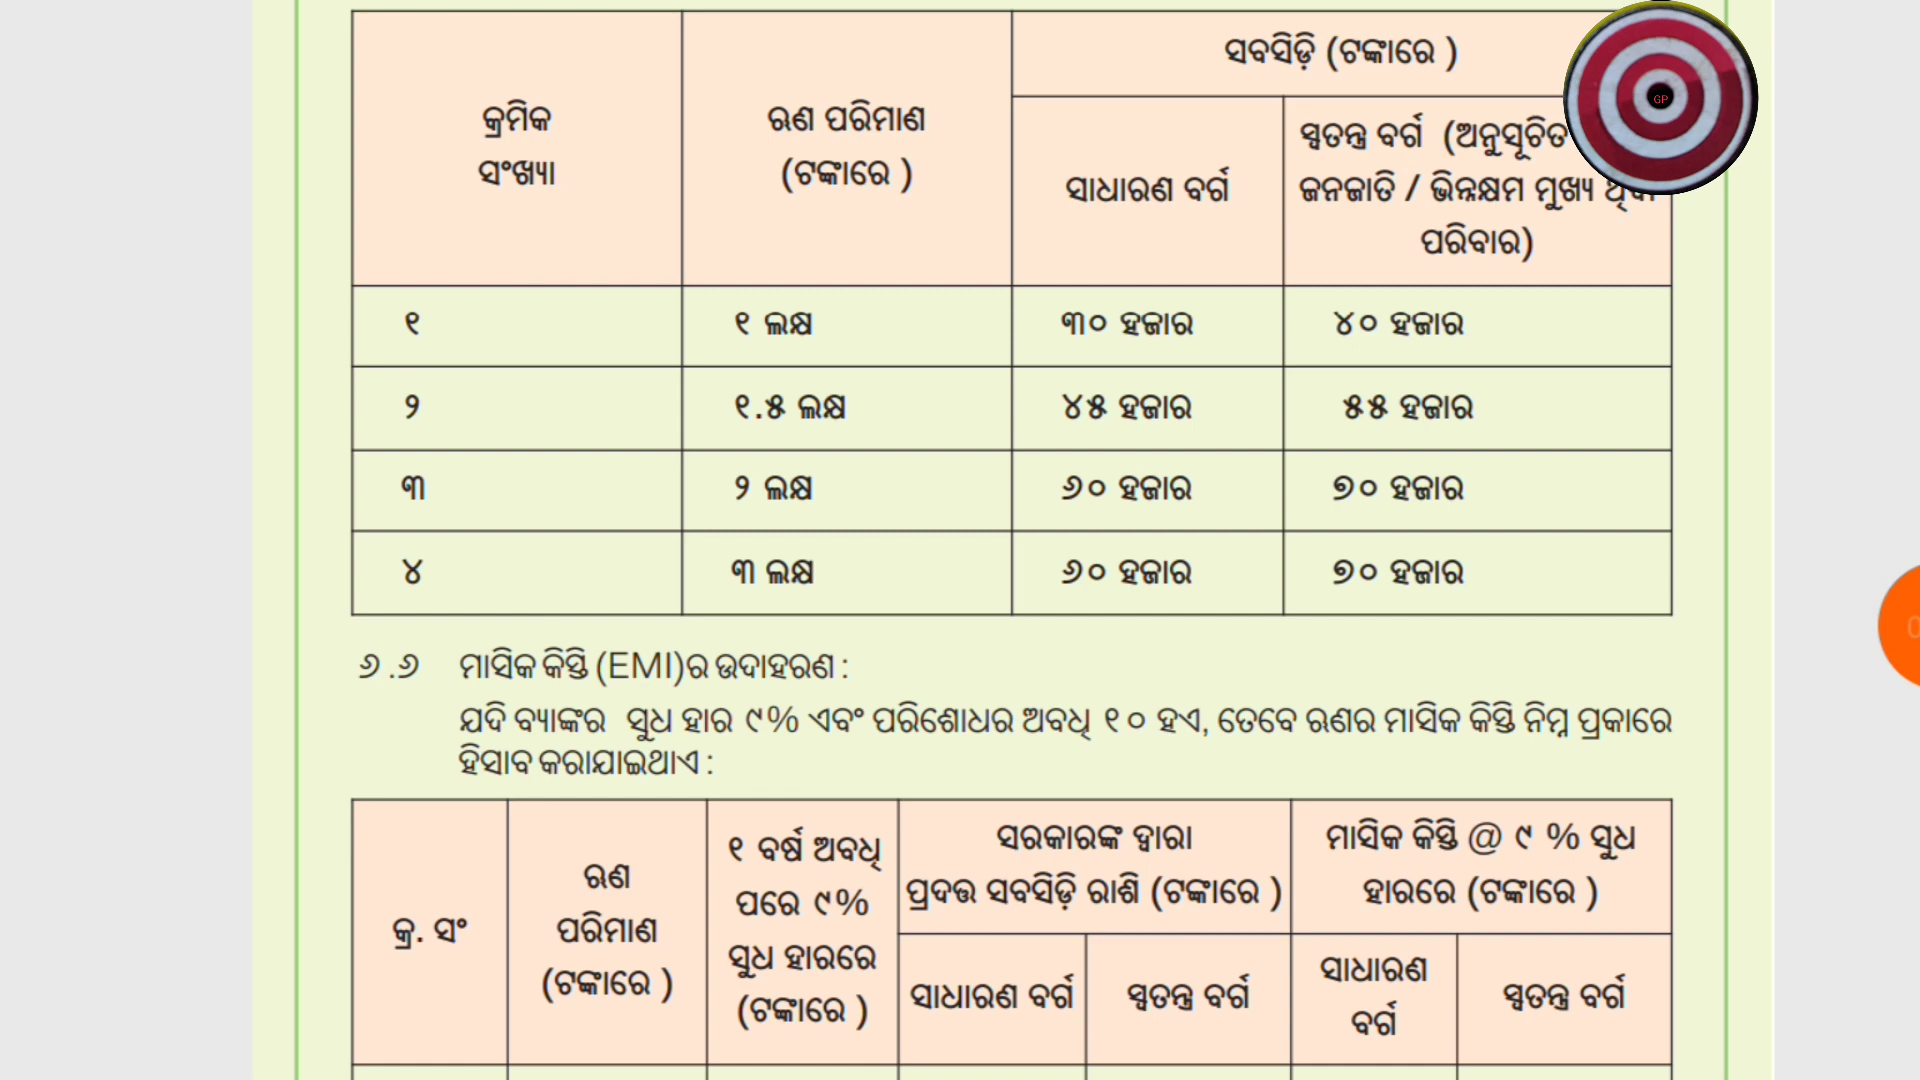 ସବସିଡ଼ି (ଟଙ୍କାରେ )
କ୍ରମିକ
ସଂଖ୍ୟା
ଋଣ ପରିମାଣ
(ଟଙ୍କାରେ )
ସାଧାରଣ ବର୍ଗ
ସ୍ୱତନ୍ତ୍ର ବର୍ଗ (ଅନୁସୂଚିତ
ଜନଜାତି / ଭିନ୍ନକ୍ଷମ ମୁଖ୍ୟ
ପରିବାର)
GP
୧ ୧ ଲକ୍ଷ ୩୦ ହଜାର ୪୦ ହଜାର
୨ ୧.୫ ଲକ୍ଷ ୪୫ ହଜାର ୫୫ ହଜାର
୩ ୨ ଲକ୍ଷ ୬୦ ହଜାର ୭୦ ହଜାର
୪ ୩ ଲକ୍ଷ ୬୦ ହଜାର ୭୦ ହଜାର
୬.୬ ମାସିକ କିସ୍ତି (EMI)ର ଉଦାହରଣ :
ଯଦି ବ୍ୟାଙ୍କର ସୁଧ ହାର ୯% ଏବଂ ପରିଶୋଧର ଅବଧି ୧୦ ହଏ, ତେବେ ଋଣର ମାସିକ କିସ୍ତି ନିମ୍ନ ପ୍ରକାରେ
ହିସାବ କରାଯାଇଥାଏ :
କ୍ର. ସଂ
ଋଣ
ପରିମାଣ
(ଟଙ୍କାରେ )
୧ ବର୍ଷ ଅବଧି
ପରେ ୯%
ସୁଧ ହାରରେ
(ଟଙ୍କାରେ )
ସରକାରଙ୍କ ଦ୍ୱାରା
ପ୍ରଦତ୍ତ ସବସିଡ଼ି ରାଶି (ଟଙ୍କାରେ )
ସାଧାରଣ ବର୍ଗ
ସ୍ୱତନ୍ତ୍ର ବର୍ଗ
ମାସିକ କିସ୍ତି @ ୯ % ସୁଧ
ହାରରେ (ଟଙ୍କାରେ )
ସାଧାରଣ
ବର୍ଗ
ସ୍ୱତନ୍ତ୍ର ବର୍ଗ